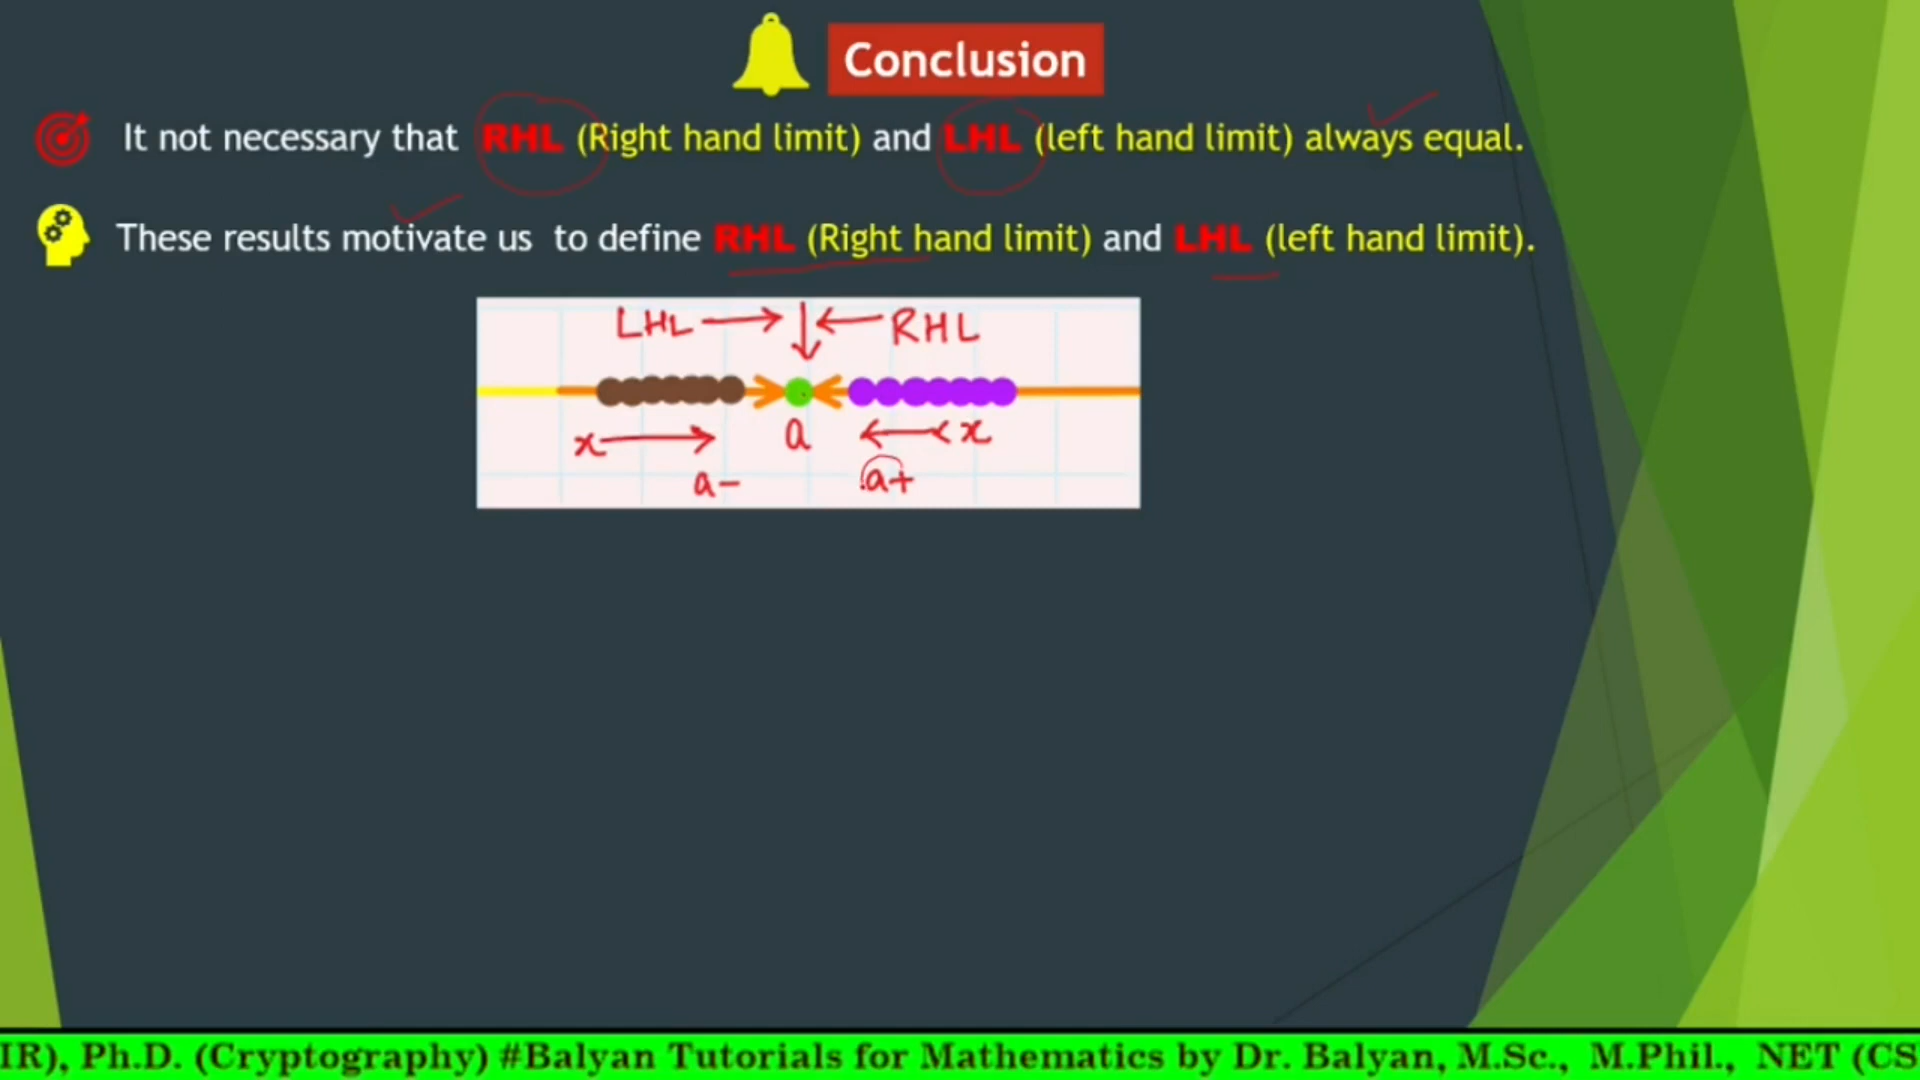 Conclusion
It not necessary that RHL (Right hand limit) and LHL (left hand limit) always equal.
These results motivate us to define RHL (Right hand limit) and LHL (left hand limit).
LHL → ↓ ← RHL
x → a ← x
a- a+
IR), Ph.D. (Cryptography) #Balyan Tutorials for Mathematics by Dr. Balyan, M.Sc., M.Phil., NET (CS